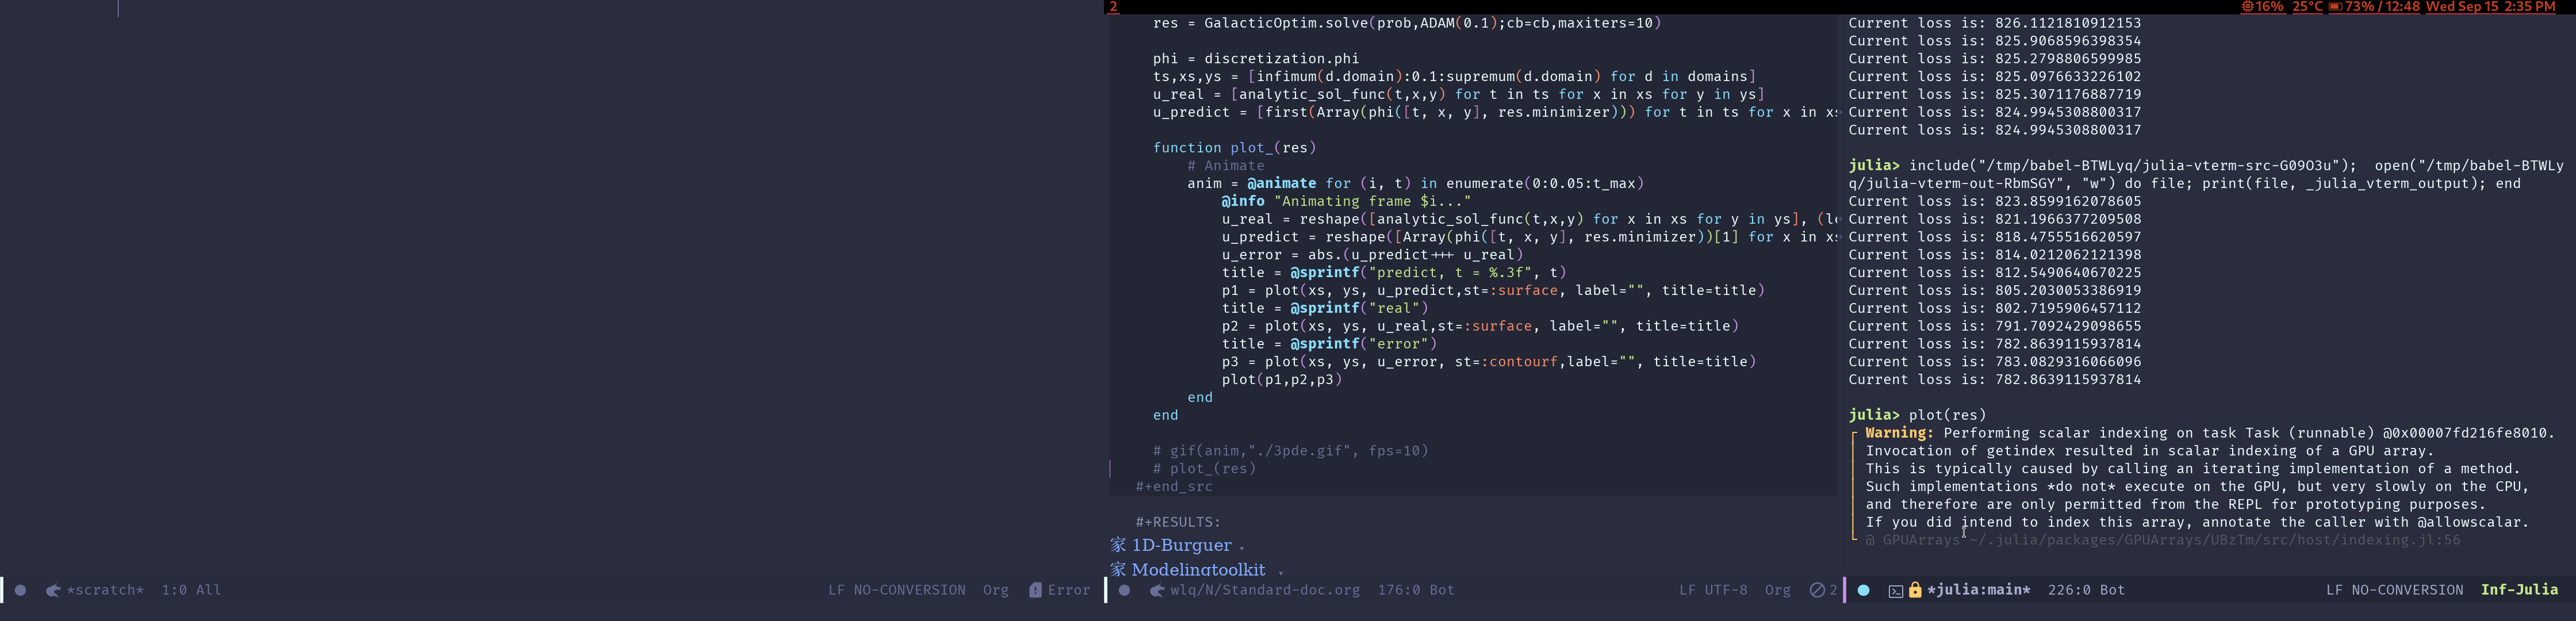 2
16% 25°C 73% / 12:48 Wed Sep 15 2:35 PM
res = GalacticOptim.solve(prob,ADAM(0.1);cb=cb,maxiters=10)
phi = discretization.phi
ts,xs,ys = [infimum(d.domain):0.1:supremum(d.domain) for d in domains]
u_real = [analytic_sol_func(t,x,y) for t in ts for x in xs for y in ys]
u_predict = [first(Array(phi([t, x, y], res.minimizer))) for t in ts for x in xs
function plot_(res)
# Animate
anim = @animate for (i, t) in enumerate(0:0.05:t_max)
@info "Animating frame $i..."
u_real = reshape([analytic_sol_func(t,x,y) for x in xs for y in ys], (le
u_predict = reshape([Array(phi([t, x, y], res.minimizer))[1] for x in xs
u_error = abs.(u_predict +++ u_real)
title = @sprintf("predict, t = %.3f", t)
p1 = plot(xs, ys, u_predict,st=:surface, label="", title=title)
title = @sprintf("real")
p2 = plot(xs, ys, u_real,st=:surface, label="", title=title)
title = @sprintf("error")
p3 = plot(xs, ys, u_error, st=:contourf,label="", title=title)
plot(p1,p2,p3)
end
end
# gif(anim,"./3pde.gif", fps=10)
# plot_(res)
#+end_src
#+RESULTS:
家 1D-Burguer
家 Modelingtoolkit
Current loss is: 826.1121810912153
Current loss is: 825.9068596398354
Current loss is: 825.2798806599985
Current loss is: 825.0976633226102
Current loss is: 825.3071176887719
Current loss is: 824.9945308800317
Current loss is: 824.9945308800317
julia> include("/tmp/babel-BTWLyq/julia-vterm-src-G09O3u");  open("/tmp/babel-BTWLy
q/julia-vterm-out-RbmSGY", "w") do file; print(file, _julia_vterm_output); end
Current loss is: 823.8599162078605
Current loss is: 821.1966377209508
Current loss is: 818.4755516620597
Current loss is: 814.0212062121398
Current loss is: 812.5490640670225
Current loss is: 805.2030053386919
Current loss is: 802.7195906457112
Current loss is: 791.7092429098655
Current loss is: 782.8639115937814
Current loss is: 783.0829316066096
Current loss is: 782.8639115937814
julia> plot(res)
Warning: Performing scalar indexing on task Task (runnable) @0x00007fd216fe8010.
Invocation of getindex resulted in scalar indexing of a GPU array.
This is typically caused by calling an iterating implementation of a method.
Such implementations *do not* execute on the GPU, but very slowly on the CPU,
and therefore are only permitted from the REPL for prototyping purposes.
If you did intend to index this array, annotate the caller with @allowscalar.
@ GPUArrays ~/.julia/packages/GPUArrays/UBzTm/src/host/indexing.jl:56
*scratch* 1:0 All LF NO-CONVERSION Org Error
wlq/N/Standard-doc.org 176:0 Bot LF UTF-8 Org 2
*julia:main* 226:0 Bot LF NO-CONVERSION Inf-Julia